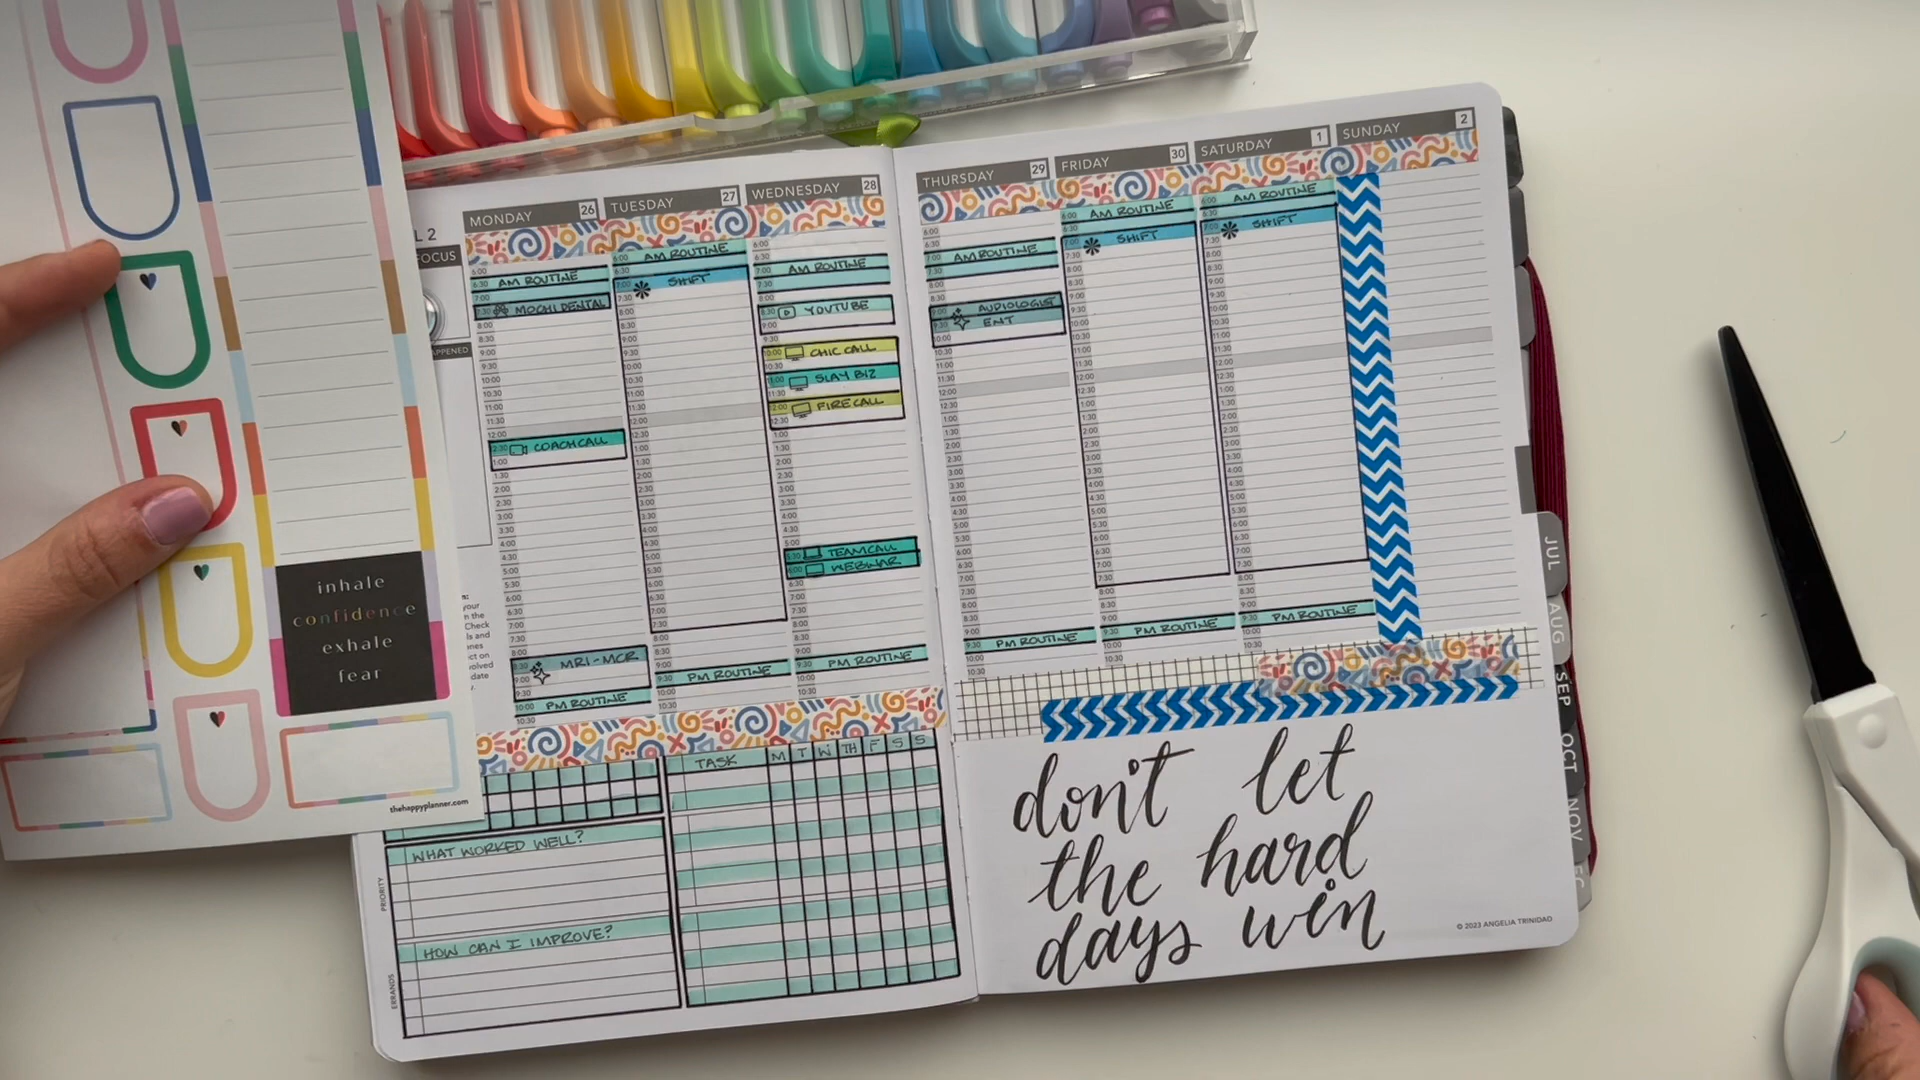 L 2
FOCUS
APPENED
MONDAY 26
TUESDAY 27
WEDNESDAY 28
THURSDAY 29
FRIDAY 30
SATURDAY 1
SUNDAY 2
AM ROUTINE
MOCHI DENTAL
COACH CALL
MRI-MCR
PM ROUTINE
AM ROUTINE
SHIFT
PM ROUTINE
AM ROUTINE
YOUTUBE
CHIC CALL
SLAY BIZ
FIRE CALL
TEAM CALL
WEBINAR
PM ROUTINE
AM ROUTINE
AUDIOLOGIST
ENT
PM ROUTINE
AM ROUTINE
SHIFT
PM ROUTINE
AM ROUTINE
SHIFT
PM ROUTINE
inhale
confidence
exhale
fear
thehappyplanner.com
TASK M T W TH F S S
WHAT WORKED WELL?
HOW CAN I IMPROVE?
PRIORITY
ERRANDS
don't let
the hard
days win
© 2023 ANGELIA TRINIDAD
JUL
AUG
SEP
OCT
NOV